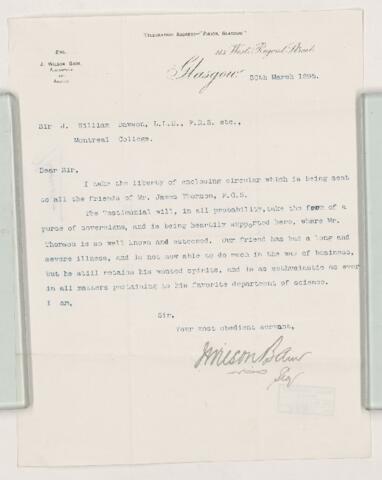 Telegraphic Address—"Prior, Glasgow."
From
J. Wilson Bain,
and
115 West Regent Street.
Glasgow 30th March 1895.
Sir J. William Dawson, L.L.D., F.R.S. etc.,
Montreal College.
Dear Sir,
I take the liberty of enclosing circular which is being sent
to all the friends of Mr. James Thomson, F.G.S.
The Testimonial will, in all probability, take the form of a
purse of sovereigns, and is being heartily supported here, where Mr.
Thomson is so well known and esteemed. Our friend has had a long and
severe illness, and is not now able to do much in the way of business,
but he still retains his wonted spirits, and is as enthusiastic as ever
in all matters pertaining to his favorite department of science.
I am,
Sir,
Your most obedient servant,
J Wilson Bain